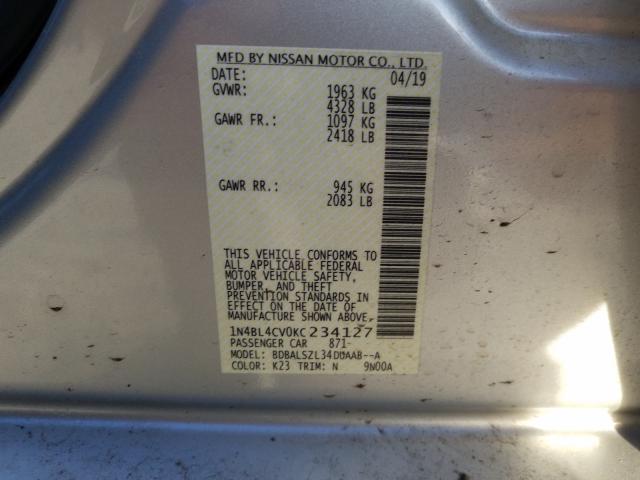 MFD BY NISSAN MOTOR CO., LTD.
DATE: 04/19
GVWR: 1963 KG
4328 LB
GAWR FR.: 1097 KG
2418 LB
GAWR RR.: 945 KG
2083 LB
THIS VEHICLE CONFORMS TO
ALL APPLICABLE FEDERAL
MOTOR VEHICLE SAFETY,
BUMPER, AND THEFT
PREVENTION STANDARDS IN
EFFECT ON THE DATE OF
MANUFACTURE SHOWN ABOVE.
1N4BL4CV0KC234127
PASSENGER CAR 871-
MODEL: BDBALSZL34DUAAB--A
COLOR: K23 TRIM: N 9N00A